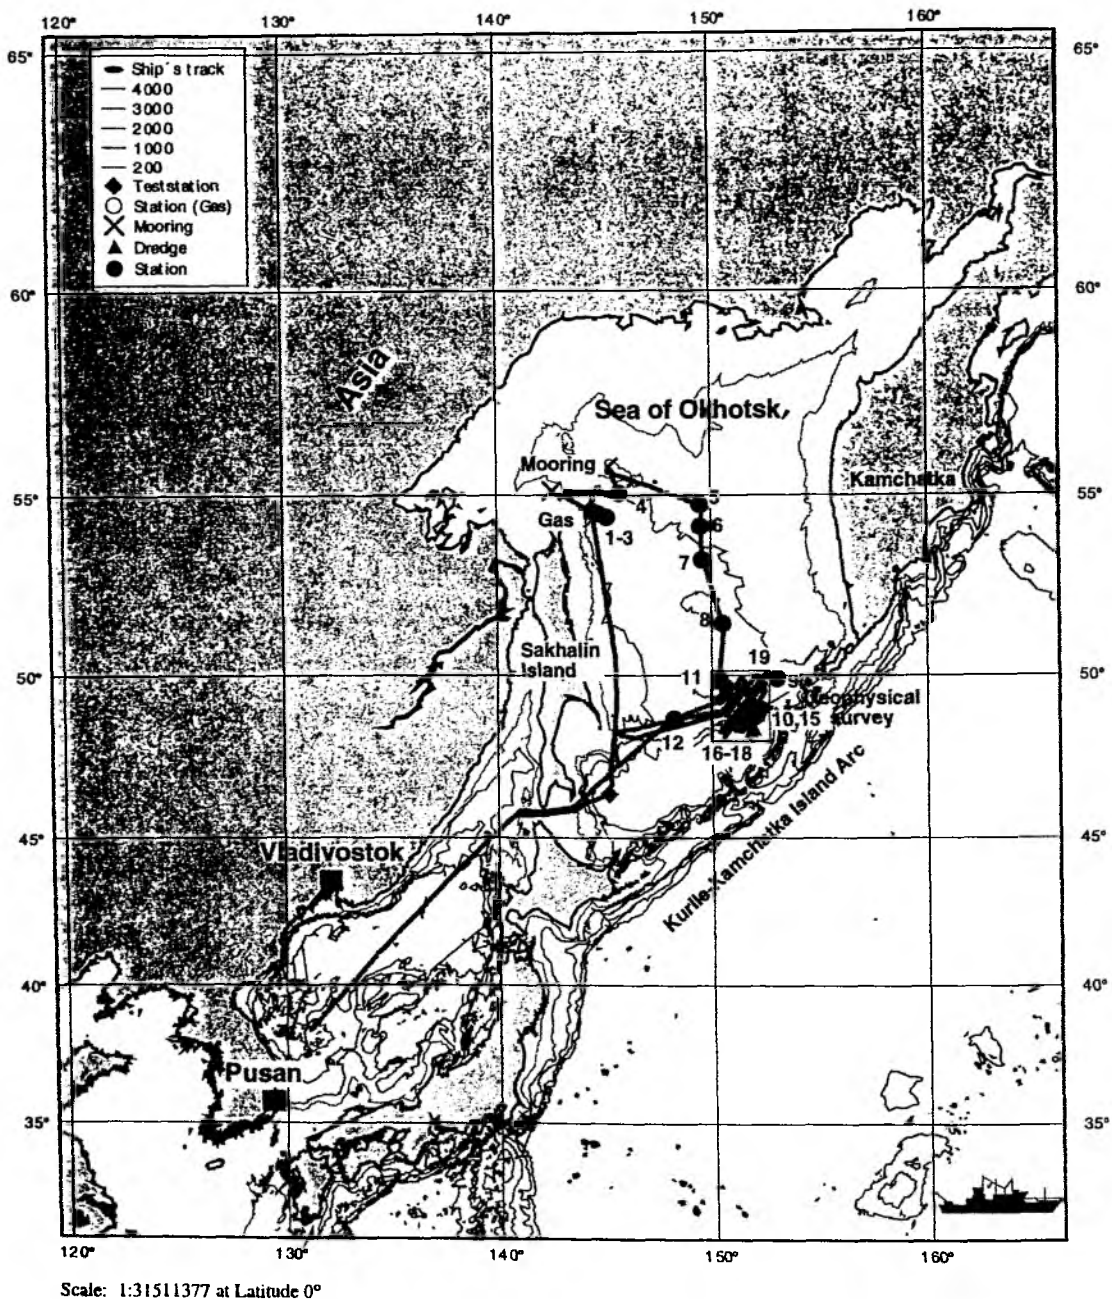 120° 130° 140° 150° 160°
65° 65°
Ship´s track
4000
3000
2000
1000
200
Teststation
Station (Gas)
Mooring
Dredge
Station
60° 60°
Asia
Sea of Okhotsk
Mooring
Kamchatka
55° 55°
4 5
Gas
1-3
6
7
8
Sakhalin
Island
19
50° 50°
11 9
Geophysical
survey
10,15
12
16-18
Kurile-Kamchatka Island Arc
45° 45°
Vladivostok
40° 40°
Pusan
35° 35°
120° 130° 140° 150° 160°
Scale: 1:31511377 at Latitude 0°